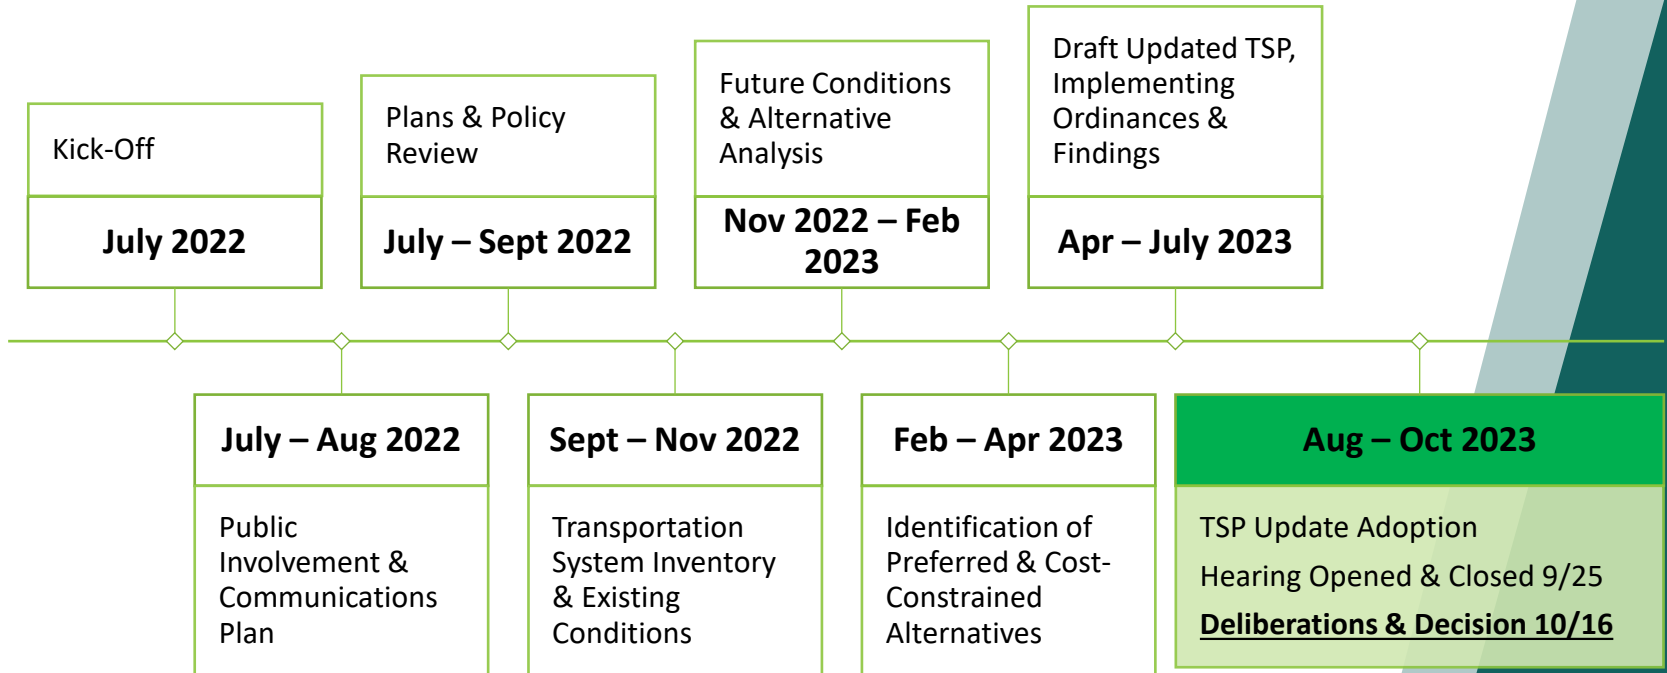 Kick-Off
July 2022
Plans & Policy
Review
July – Sept 2022
Future Conditions
& Alternative
Analysis
Nov 2022 – Feb
2023
Draft Updated TSP,
Implementing
Ordinances &
Findings
Apr – July 2023
July – Aug 2022
Public
Involvement &
Communications
Plan
Sept – Nov 2022
Transportation
System Inventory
& Existing
Conditions
Feb – Apr 2023
Identification of
Preferred & Cost-
Constrained
Alternatives
Aug – Oct 2023
TSP Update Adoption
Hearing Opened & Closed 9/25
Deliberations & Decision 10/16